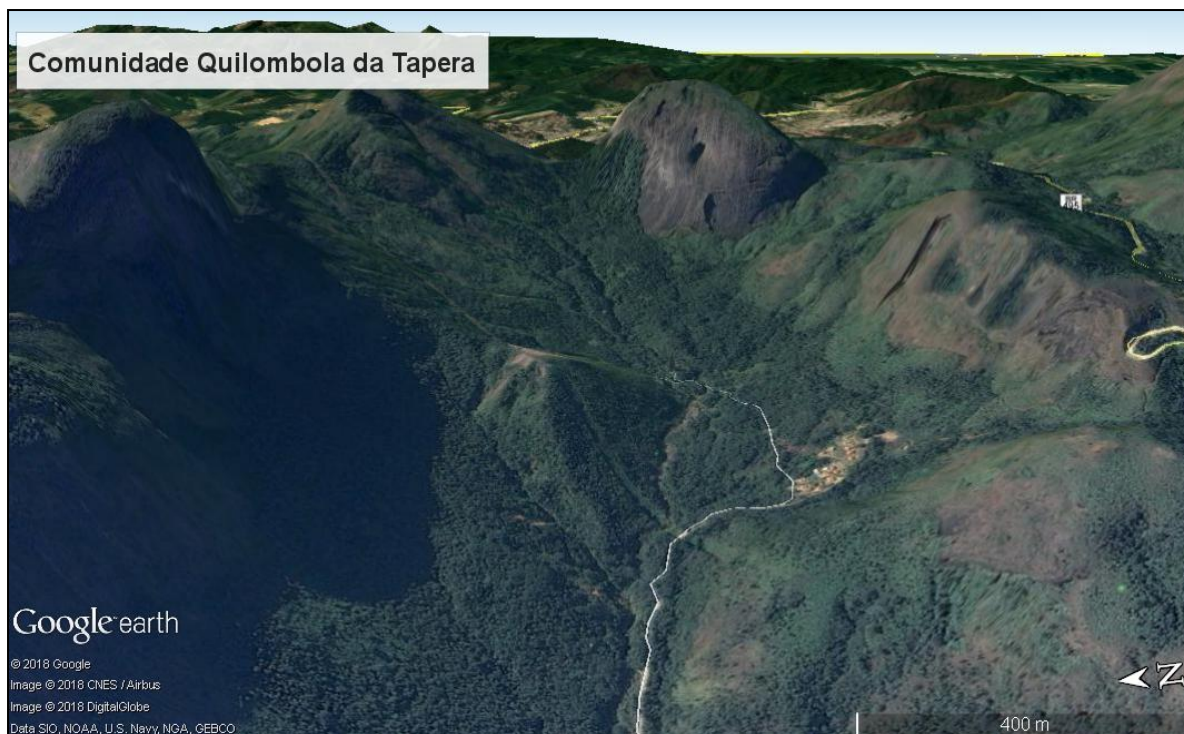 Comunidade Quilombola da Tapera
Google earth
© 2018 Google
Image © 2018 CNES / Airbus
Image © 2018 DigitalGlobe
Data SIO, NOAA, U.S. Navy, NGA, GEBCO
N
400 m